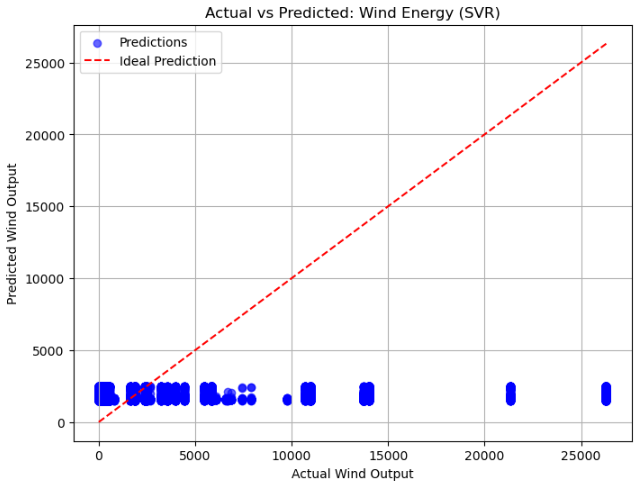 Actual vs Predicted: Wind Energy (SVR)
Predictions
Ideal Prediction
25000
20000
15000
10000
5000
0
Predicted Wind Output
0
5000
10000
15000
20000
25000
Actual Wind Output